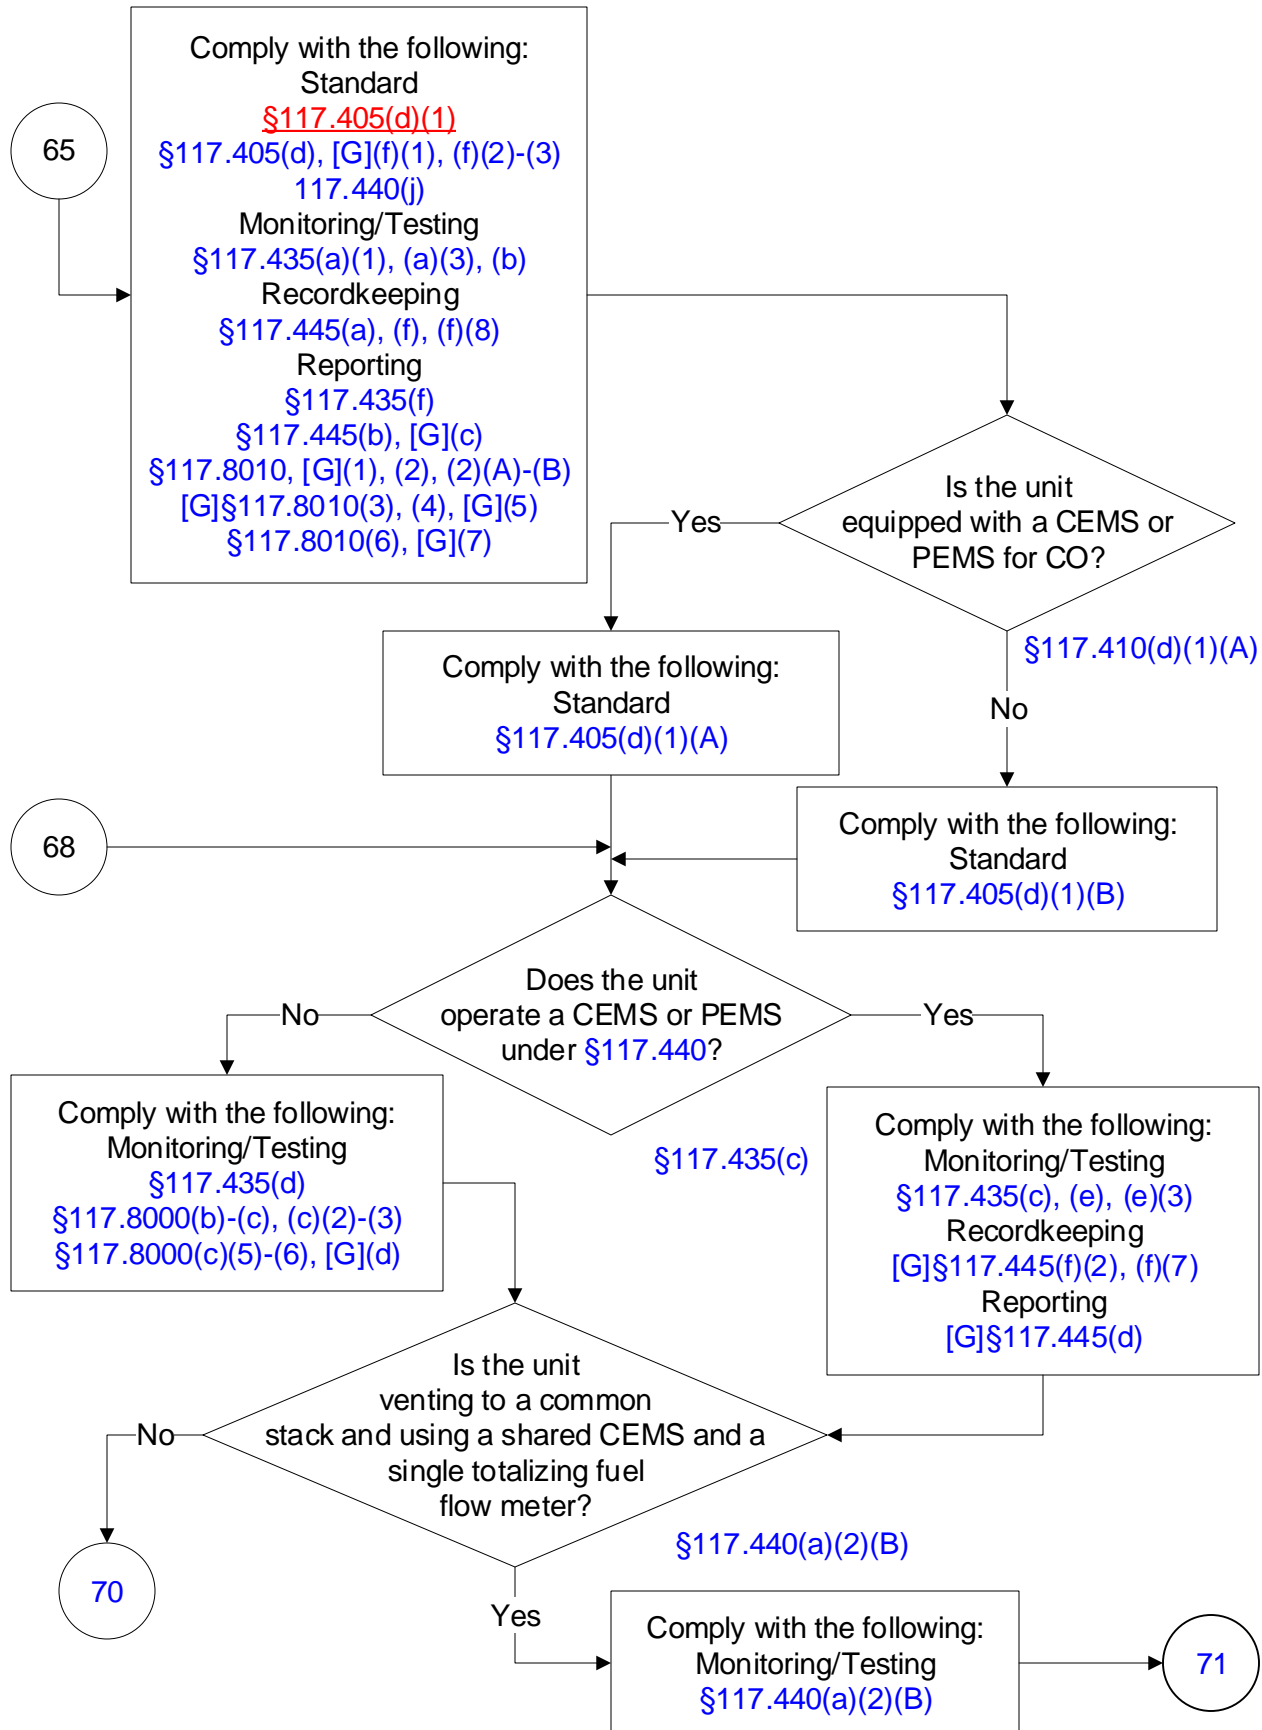 Comply with the following:
Standard
§117.405(d)(1)
§117.405(d), [G](f)(1), (f)(2)-(3)
117.440(j)
Monitoring/Testing
§117.435(a)(1), (a)(3), (b)
Recordkeeping
§117.445(a), (f), (f)(8)
Reporting
§117.435(f)
§117.445(b), [G](c)
§117.8010, [G](1), (2), (2)(A)-(B)
[G]§117.8010(3), (4), [G](5)
§117.8010(6), [G](7)
65
Is the unit
equipped with a CEMS or
PEMS for CO?
Yes
§117.410(d)(1)(A)
No
Comply with the following:
Standard
§117.405(d)(1)(A)
68
Comply with the following:
Standard
§117.405(d)(1)(B)
Does the unit
operate a CEMS or PEMS
under §117.440?
No
Yes
§117.435(c)
Comply with the following:
Monitoring/Testing
§117.435(d)
§117.8000(b)-(c), (c)(2)-(3)
§117.8000(c)(5)-(6), [G](d)
Comply with the following:
Monitoring/Testing
§117.435(c), (e), (e)(3)
Recordkeeping
[G]§117.445(f)(2), (f)(7)
Reporting
[G]§117.445(d)
Is the unit
venting to a common
stack and using a shared CEMS and a
single totalizing fuel
flow meter?
No
§117.440(a)(2)(B)
70
Yes
Comply with the following:
Monitoring/Testing
§117.440(a)(2)(B)
71